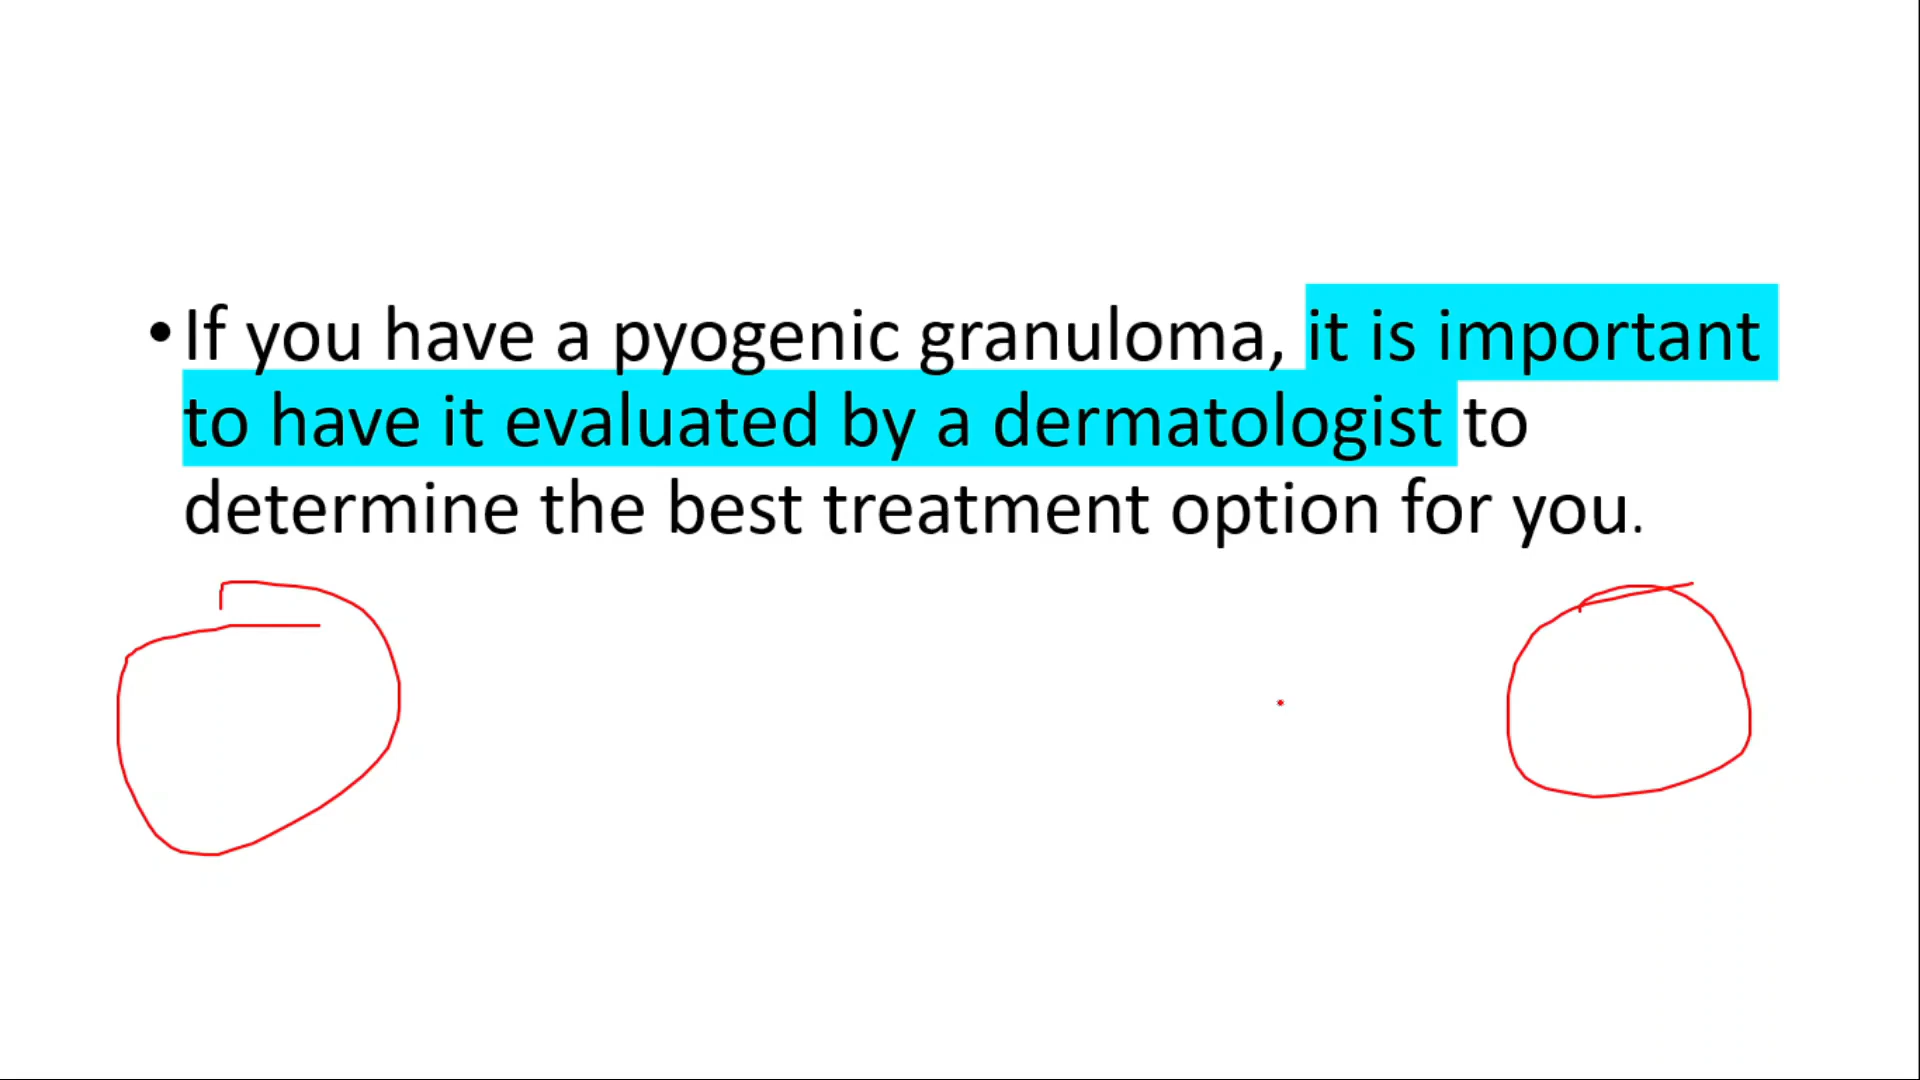 •If you have a pyogenic granuloma, it is important
to have it evaluated by a dermatologist to
determine the best treatment option for you.